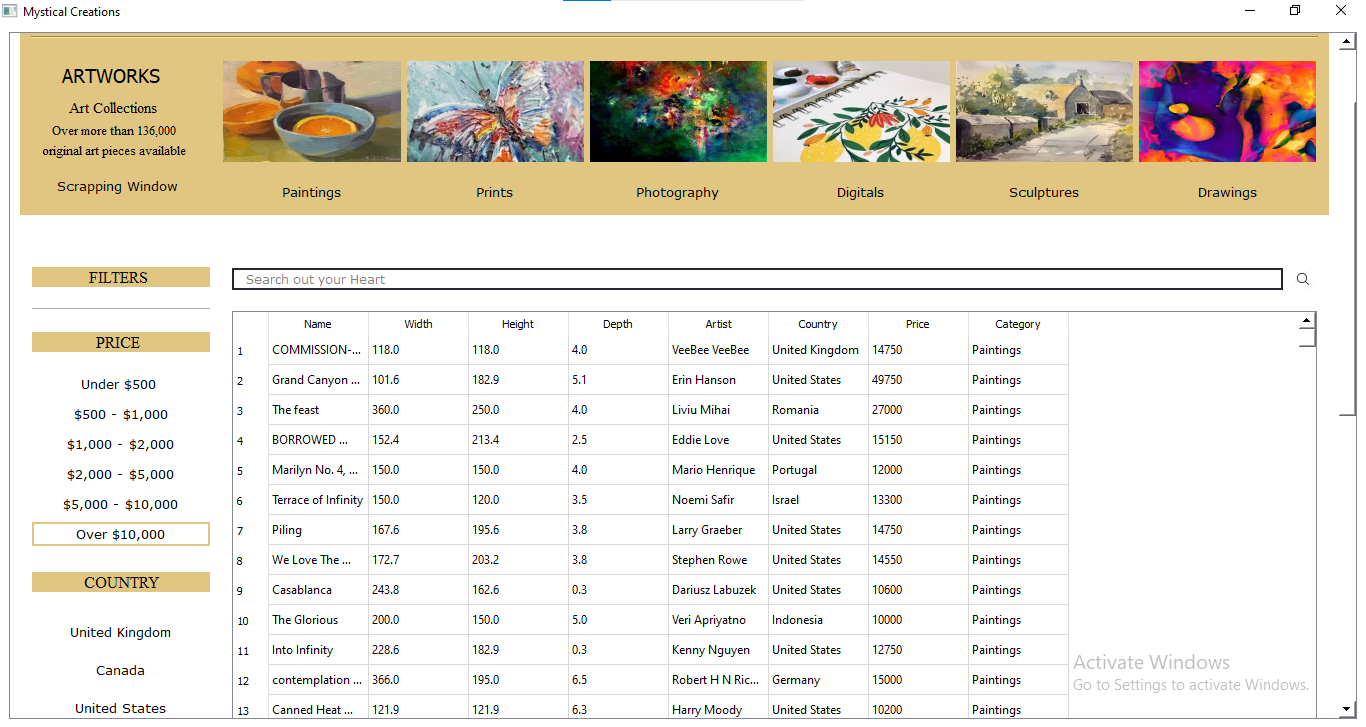 Mystical Creations
ARTWORKS
Art Collections
Over more than 136,000
original art pieces available
Scrapping Window
Paintings
Prints
Photography
Digitals
Sculptures
Drawings
FILTERS
Search out your Heart
PRICE
Under $500
$500 - $1,000
$1,000 - $2,000
$2,000 - $5,000
$5,000 - $10,000
Over $10,000
COUNTRY
United Kingdom
Canada
United States
Name Width Height Depth Artist Country Price Category
1 COMMISSION-... 118.0 118.0 4.0 VeeBee VeeBee United Kingdom 14750 Paintings
2 Grand Canyon ... 101.6 182.9 5.1 Erin Hanson United States 49750 Paintings
3 The feast 360.0 250.0 4.0 Liviu Mihai Romania 27000 Paintings
4 BORROWED ... 152.4 213.4 2.5 Eddie Love United States 15150 Paintings
5 Marilyn No. 4, ... 150.0 150.0 4.0 Mario Henrique Portugal 12000 Paintings
6 Terrace of Infinity 150.0 120.0 3.5 Noemi Safir Israel 13300 Paintings
7 Piling 167.6 195.6 3.8 Larry Graeber United States 14750 Paintings
8 We Love The ... 172.7 203.2 3.8 Stephen Rowe United States 14550 Paintings
9 Casablanca 243.8 162.6 0.3 Dariusz Labuzek United States 10600 Paintings
10 The Glorious 200.0 150.0 5.0 Veri Apriyatno Indonesia 10000 Paintings
11 Into Infinity 228.6 182.9 0.3 Kenny Nguyen United States 12750 Paintings
12 contemplation ... 366.0 195.0 6.5 Robert H N Ric... Germany 15000 Paintings
13 Canned Heat ... 121.9 121.9 6.3 Harry Moody United States 10200 Paintings
Activate Windows
Go to Settings to activate Windows.